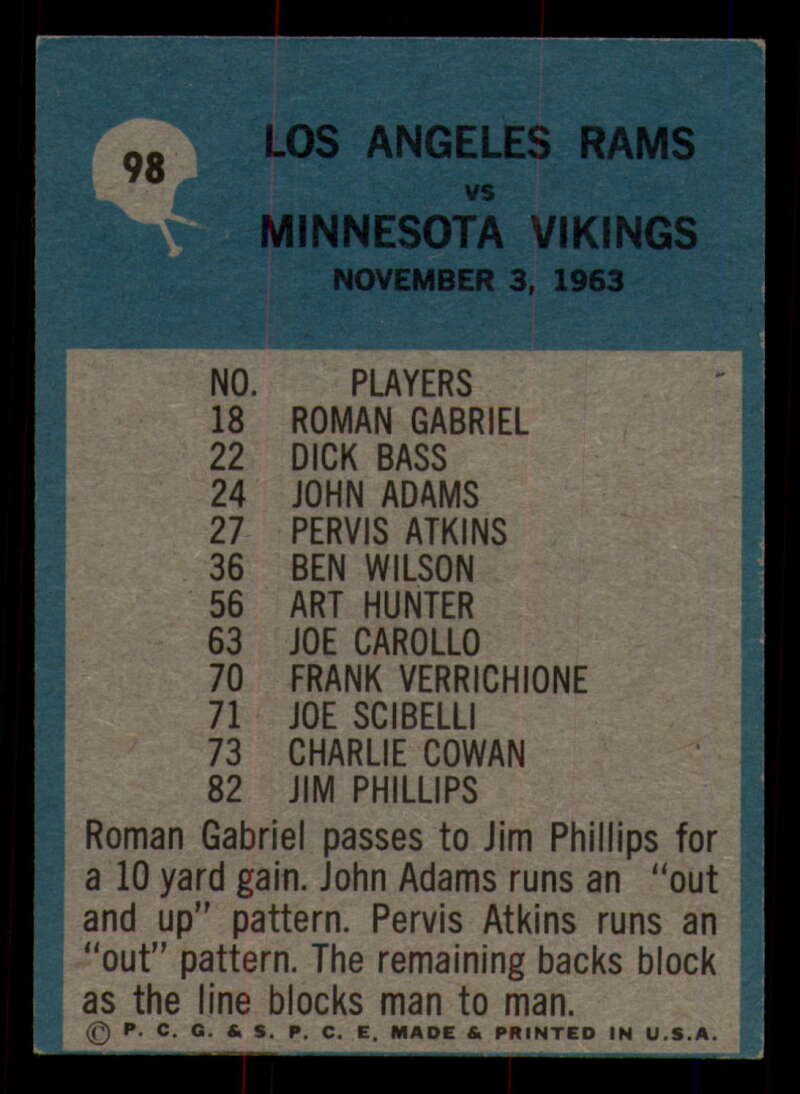 98
LOS ANGELES RAMS
VS
MINNESOTA VIKINGS
NOVEMBER 3, 1963
NO. PLAYERS
18 ROMAN GABRIEL
22 DICK BASS
24 JOHN ADAMS
27 PERVIS ATKINS
36 BEN WILSON
56 ART HUNTER
63 JOE CAROLLO
70 FRANK VERRICHIONE
71 JOE SCIBELLI
73 CHARLIE COWAN
82 JIM PHILLIPS
Roman Gabriel passes to Jim Phillips for
a 10 yard gain. John Adams runs an "out
and up" pattern. Pervis Atkins runs an
"out" pattern. The remaining backs block
as the line blocks man to man.
© P. C. G. & S. P. C. E. MADE & PRINTED IN U.S.A.